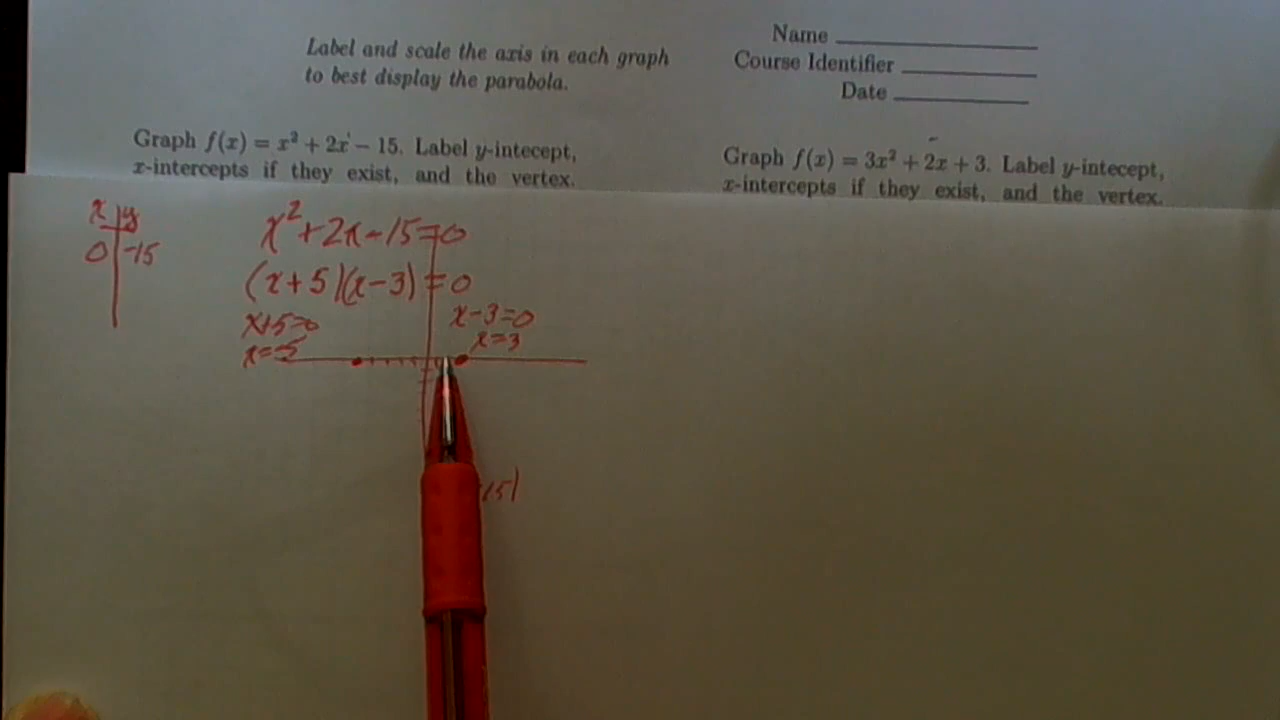 Label and scale the axis in each graph
to best display the parabola.
Name
Course Identifier
Date
Graph f(x) = x² + 2x − 15. Label y-intecept,
x-intercepts if they exist, and the vertex.
Graph f(x) = 3x² + 2x + 3. Label y-intecept,
x-intercepts if they exist, and the vertex.
x y
0 -15
x²+2x-15=0
(x+5)(x-3)=0
x+5=0
x=-5
x-3=0
x=3
15)